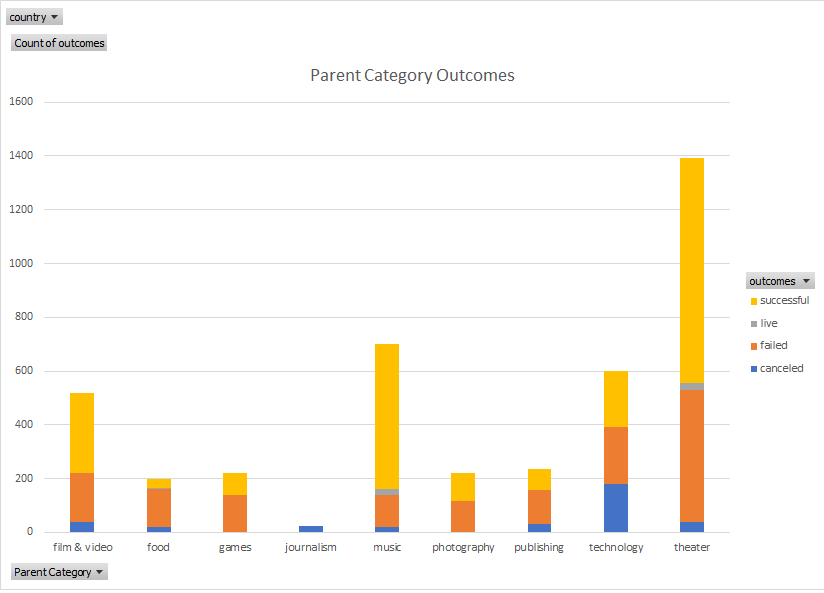 country
Count of outcomes
Parent Category Outcomes
1600
1400
1200
1000
800
600
400
200
0
film & video food games journalism music photography publishing technology theater
outcomes
successful
live
failed
canceled
Parent Category